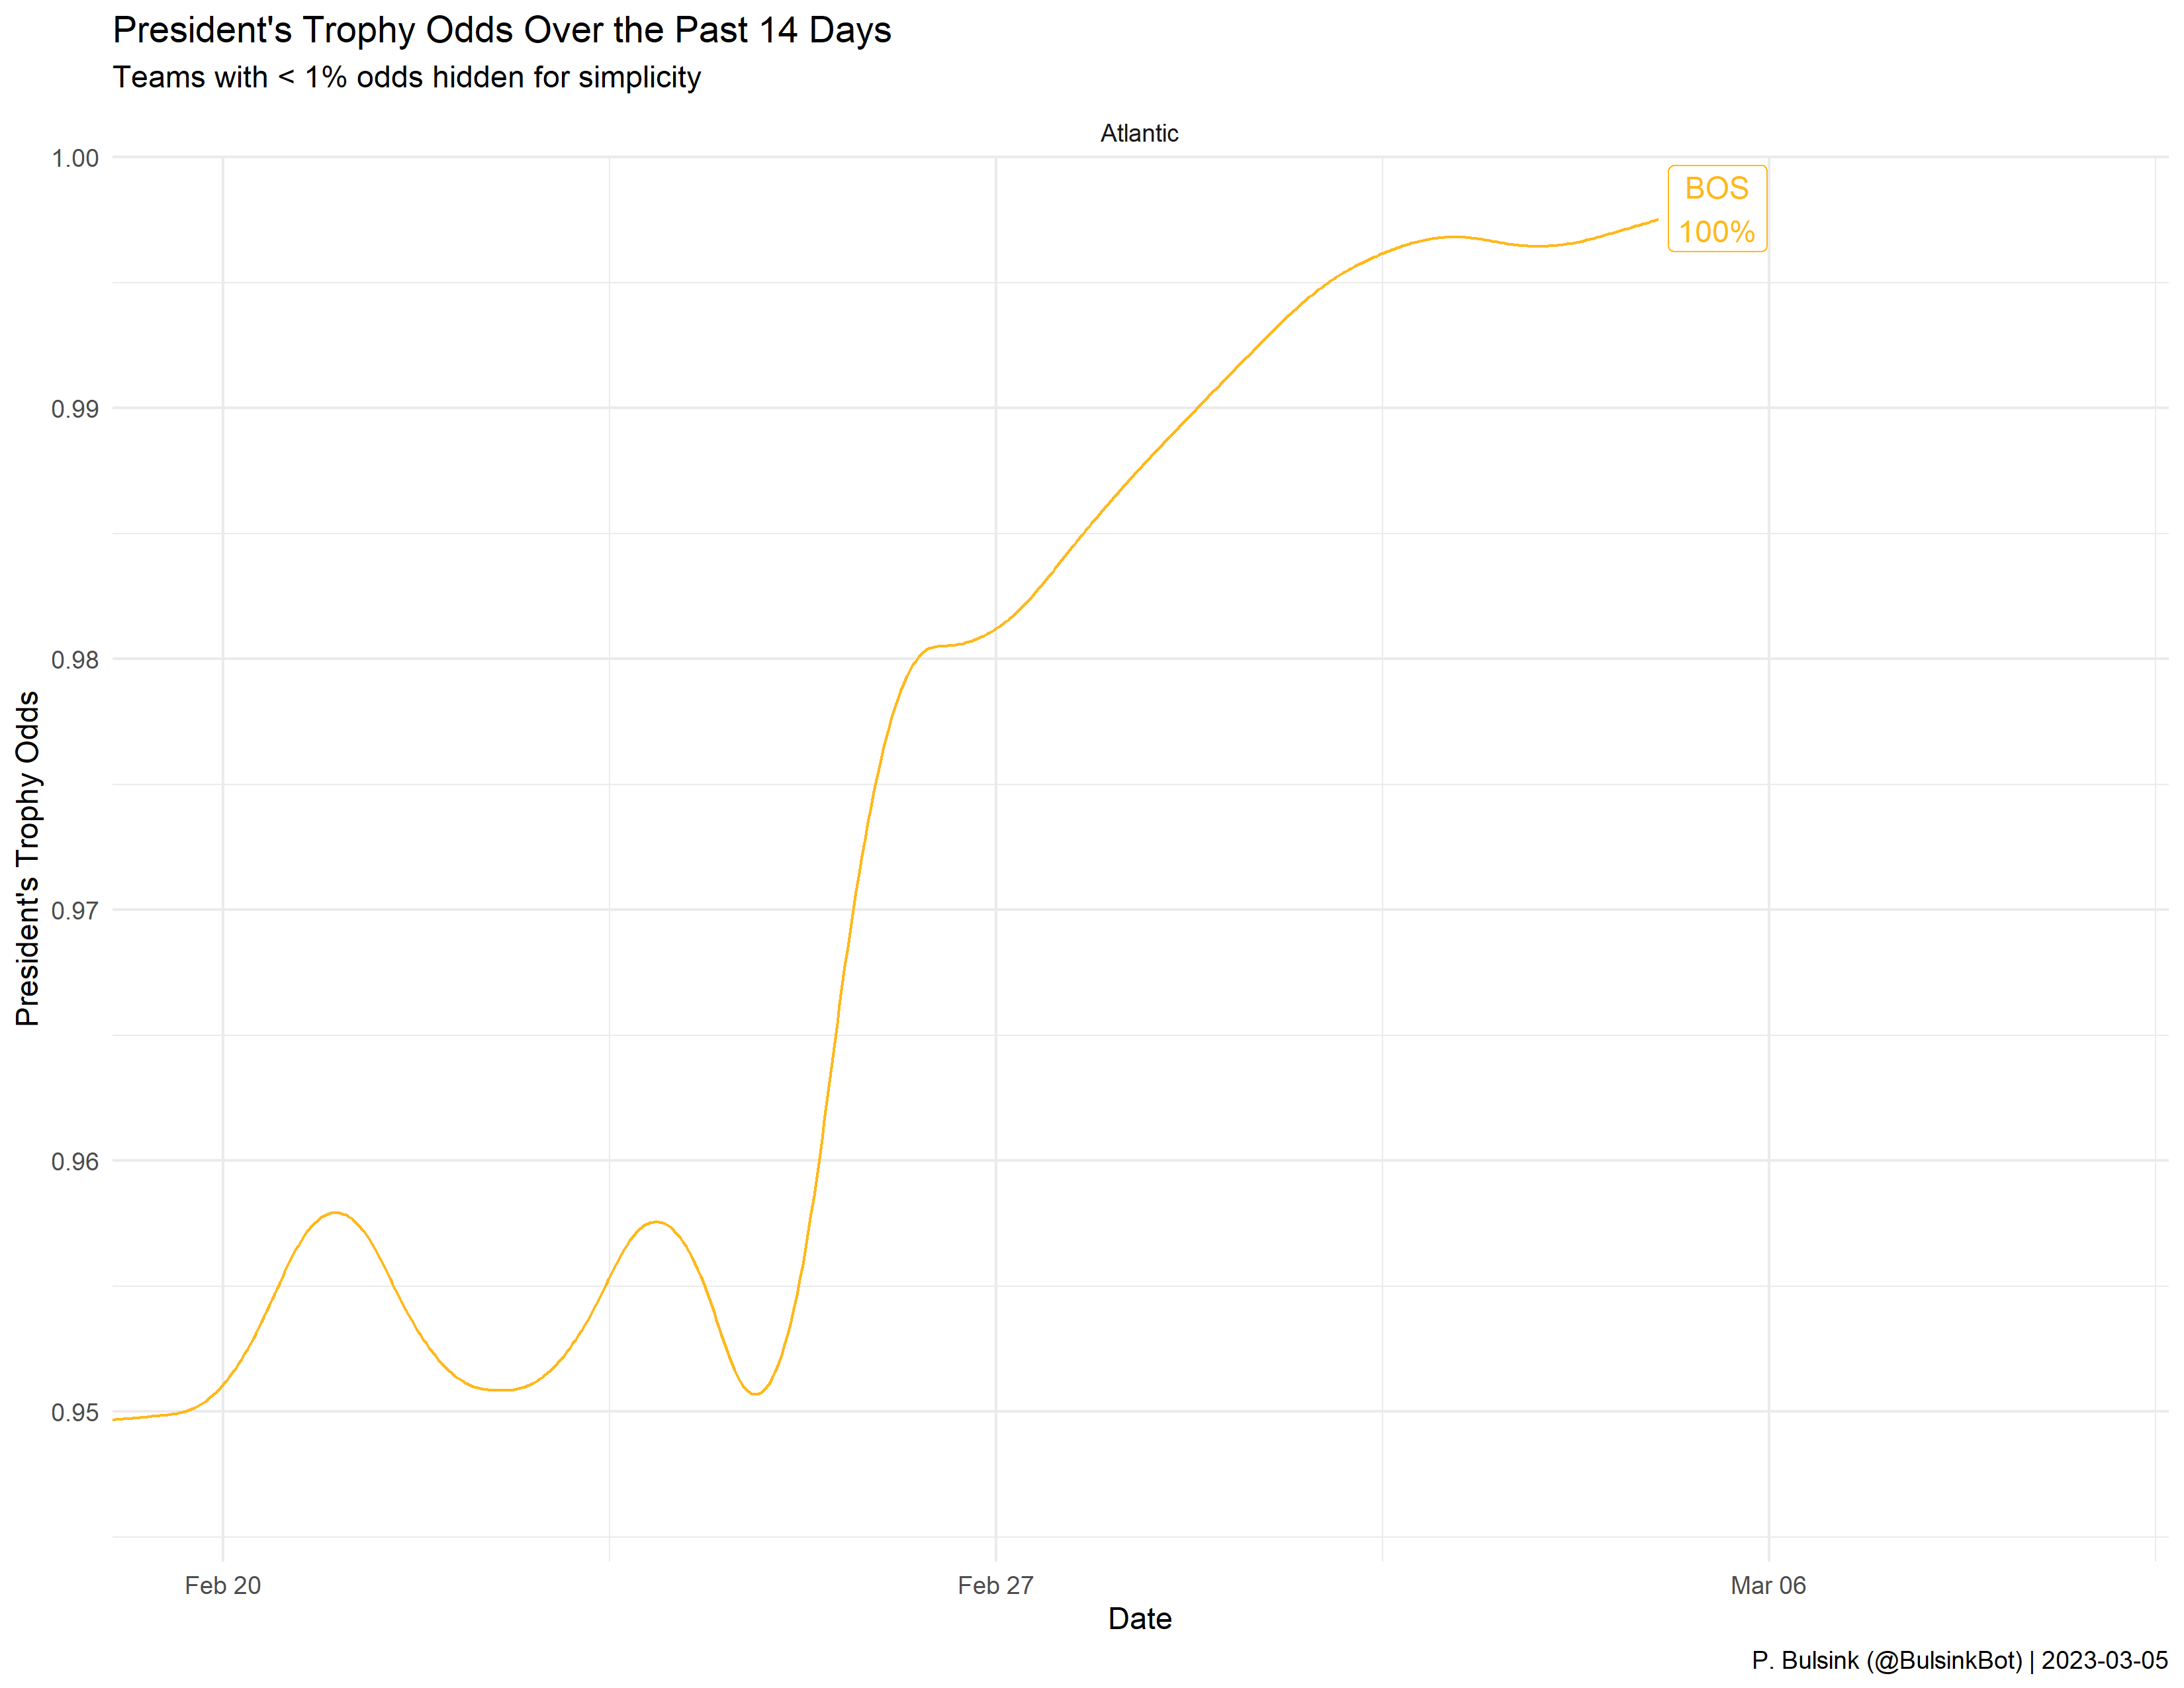 President's Trophy Odds Over the Past 14 Days
Teams with < 1% odds hidden for simplicity
Atlantic
1.00
0.99
0.98
0.97
0.96
0.95
President's Trophy Odds
BOS
100%
Feb 20
Feb 27
Mar 06
Date
P. Bulsink (@BulsinkBot) | 2023-03-05